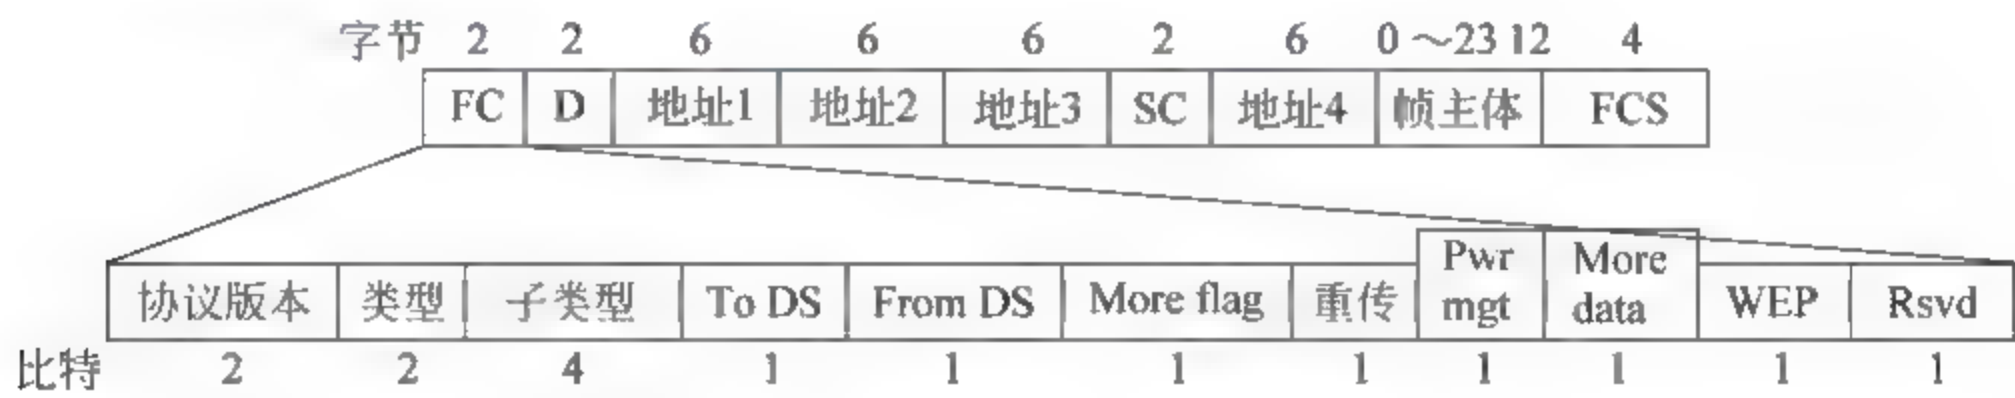 字节 2 2 6 6 6 2 6 0～23 12 4
FC D 地址1 地址2 地址3 SC 地址4 帧主体 FCS
协议版本 类型 子类型 To DS From DS More flag 重传 Pwr mgt More data WEP Rsvd
比特 2 2 4 1 1 1 1 1 1 1 1